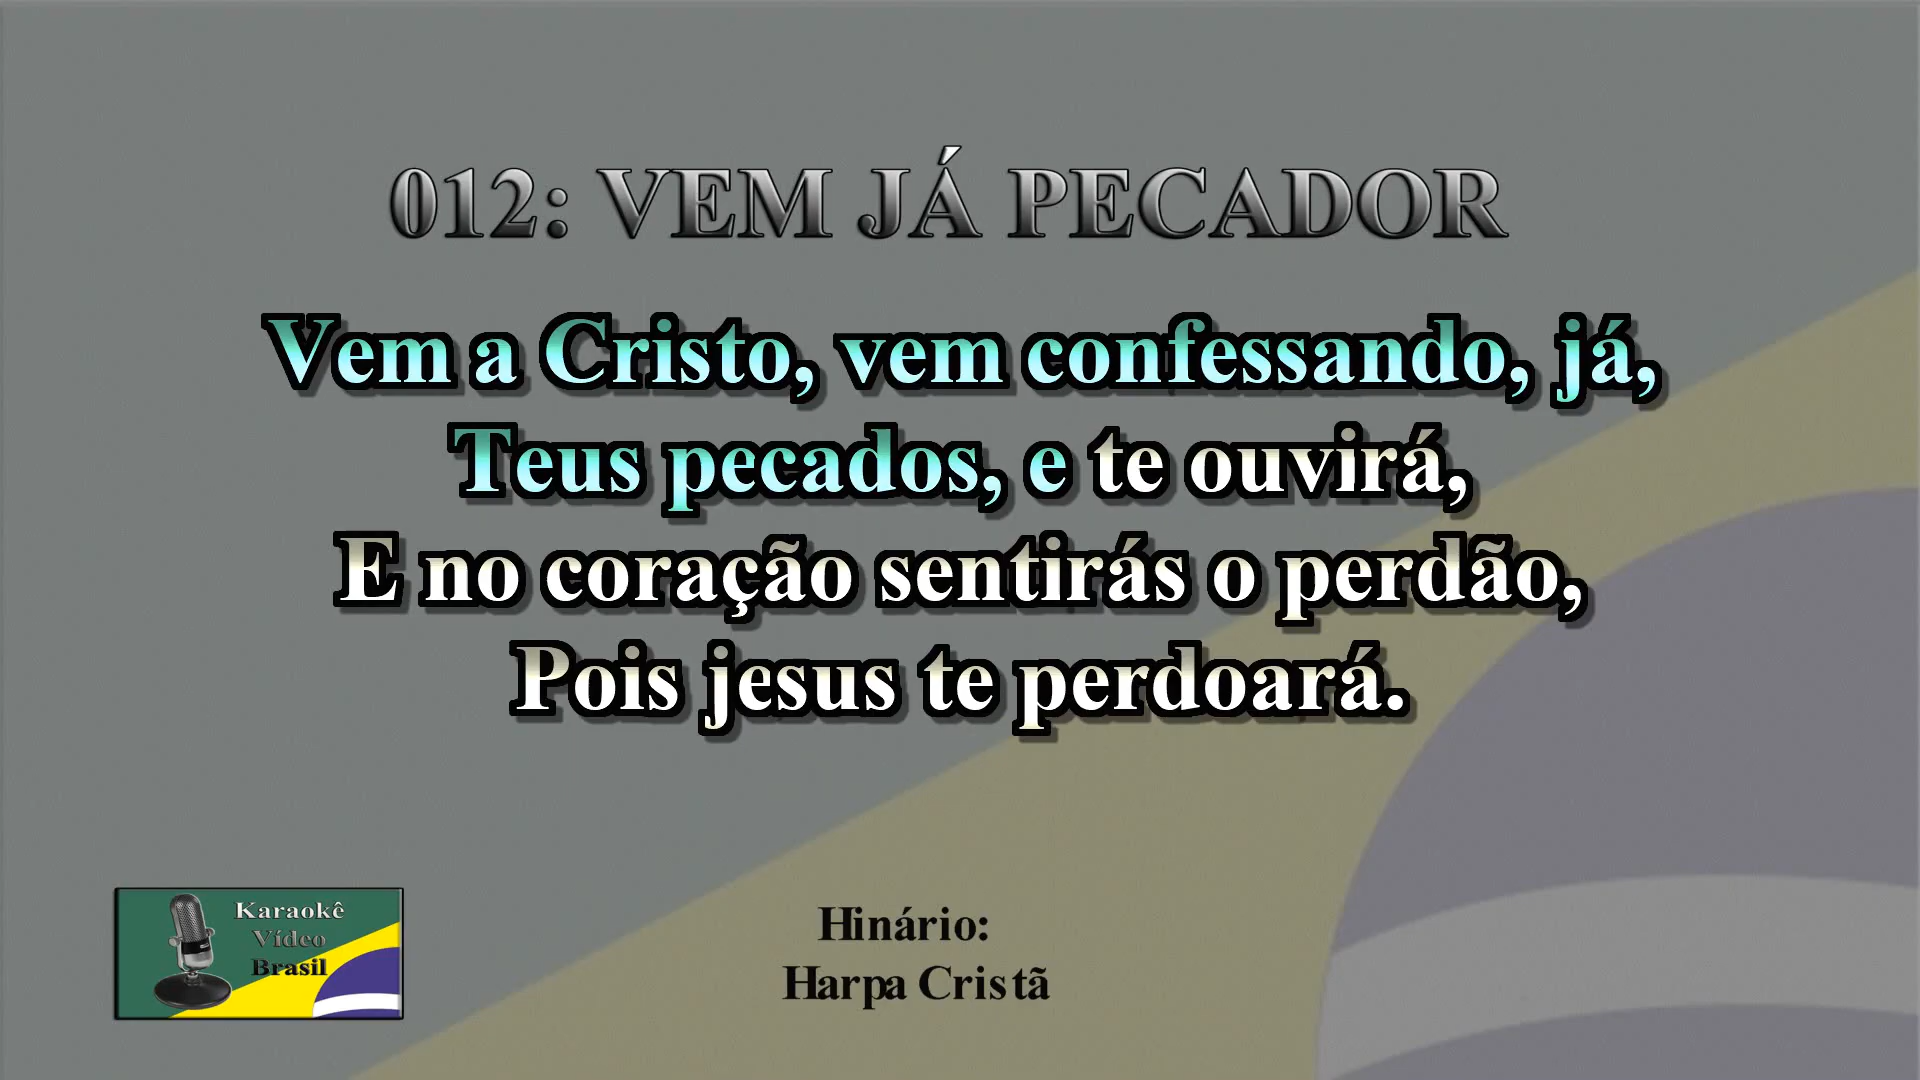 012: VEM JÁ PECADOR
Vem a Cristo, vem confessando, já,
Teus pecados, e te ouvirá,
E no coração sentirás o perdão,
Pois jesus te perdoará.
Karaokê
Vídeo
Brasil
Hinário:
Harpa Cristã